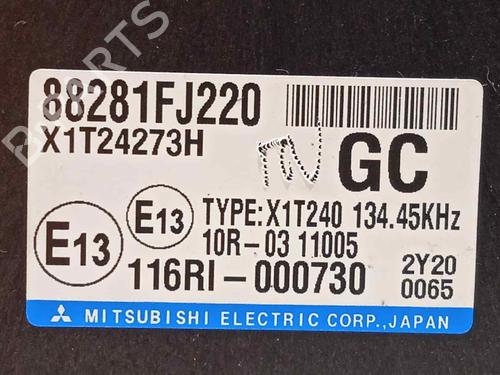 88281FJ220
X1T24273H
GC
E13
E13
TYPE:X1T240 134.45KHz
10R-03 11005
116RI-000730
2Y20
0065
MITSUBISHI ELECTRIC CORP.,JAPAN